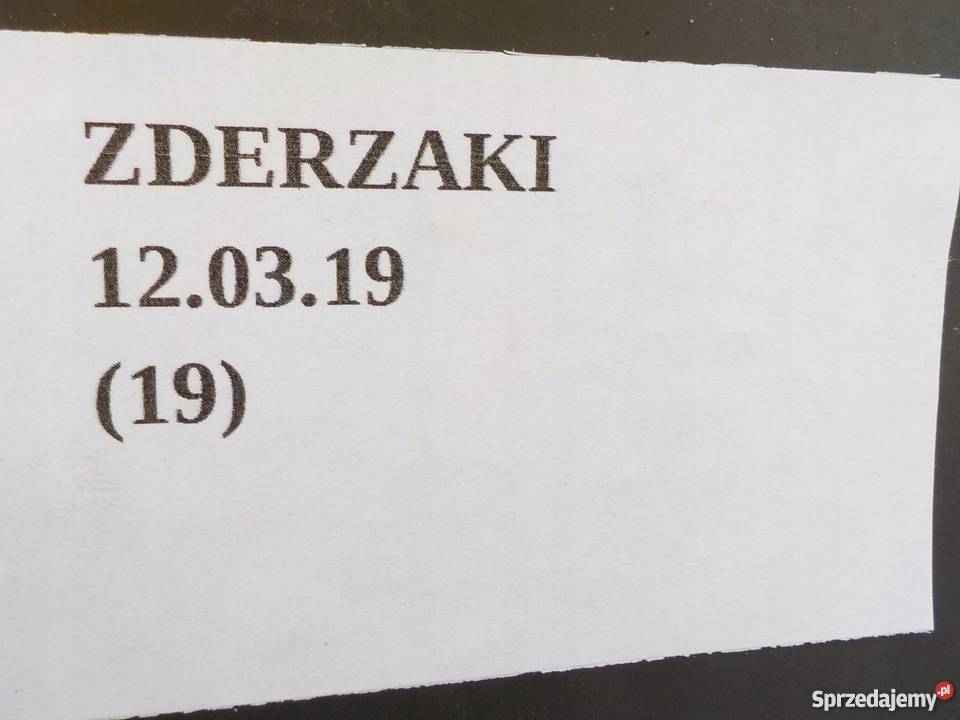 ZDERZAKI
12.03.19
(19)
Sprzedajemy.pl